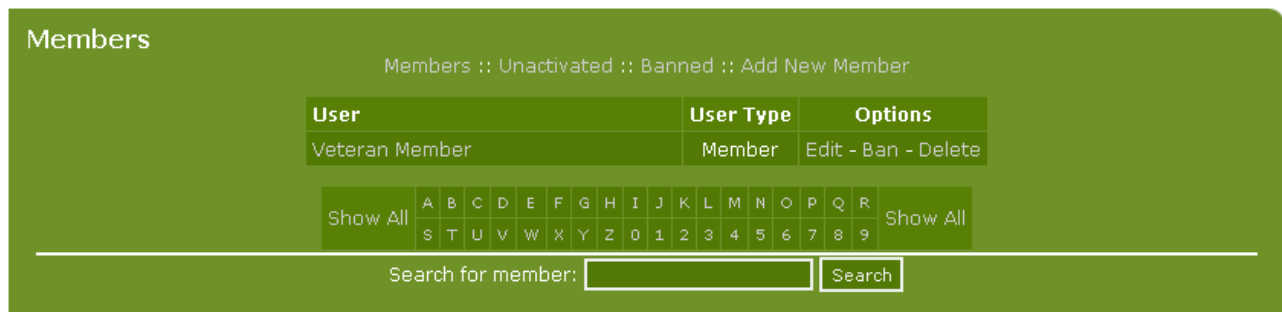 Members
Members :: Unactivated :: Banned :: Add New Member
User User Type Options
Veteran Member Member Edit - Ban - Delete
Show All A B C D E F G H I J K L M N O P Q R Show All
S T U V W X Y Z 0 1 2 3 4 5 6 7 8 9
Search for member: Search